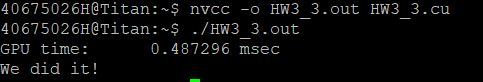 40675026H@Titan:~$ nvcc -o HW3_3.out HW3_3.cu
40675026H@Titan:~$ ./HW3_3.out
GPU time:      0.487296 msec
We did it!